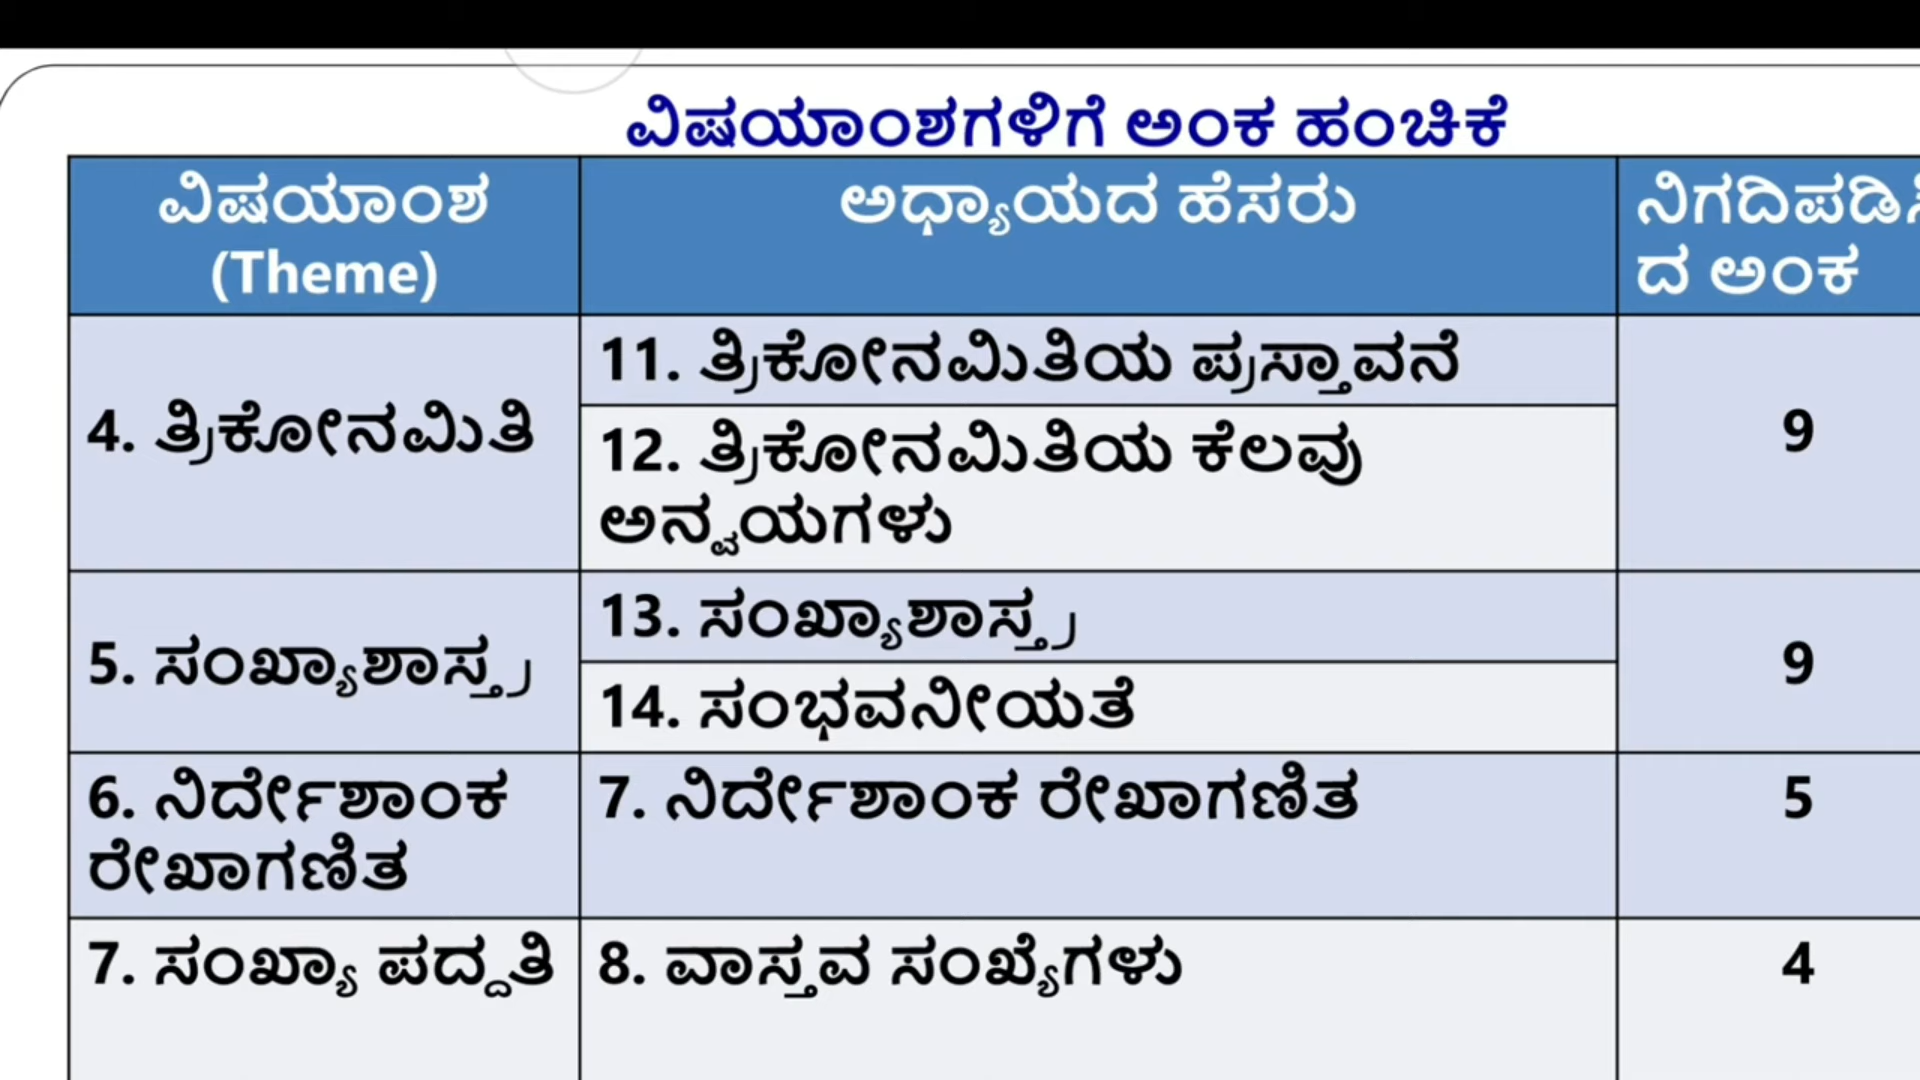 ವಿಷಯಾಂಶಗಳಿಗೆ ಅಂಕ ಹಂಚಿಕೆ
ವಿಷಯಾಂಶ
(Theme)
ಅಧ್ಯಾಯದ ಹೆಸರು
ದ ಅಂಕ
4. ತ್ರಿಕೋನಮಿತಿ
11. ತ್ರಿಕೋನಮಿತಿಯ ಪ್ರಸ್ತಾವನೆ
12. ತ್ರಿಕೋನಮಿತಿಯ ಕೆಲವು
ಅನ್ವಯಗಳು
9
5. ಸಂಖ್ಯಾಶಾಸ್ತ್ರ
13. ಸಂಖ್ಯಾಶಾಸ್ತ್ರ
14. ಸಂಭವನೀಯತೆ
9
6. ನಿರ್ದೇಶಾಂಕ
ರೇಖಾಗಣಿತ
7. ನಿರ್ದೇಶಾಂಕ ರೇಖಾಗಣಿತ
5
7. ಸಂಖ್ಯಾ ಪದ್ದತಿ
8. ವಾಸ್ತವ ಸಂಖ್ಯೆಗಳು
4